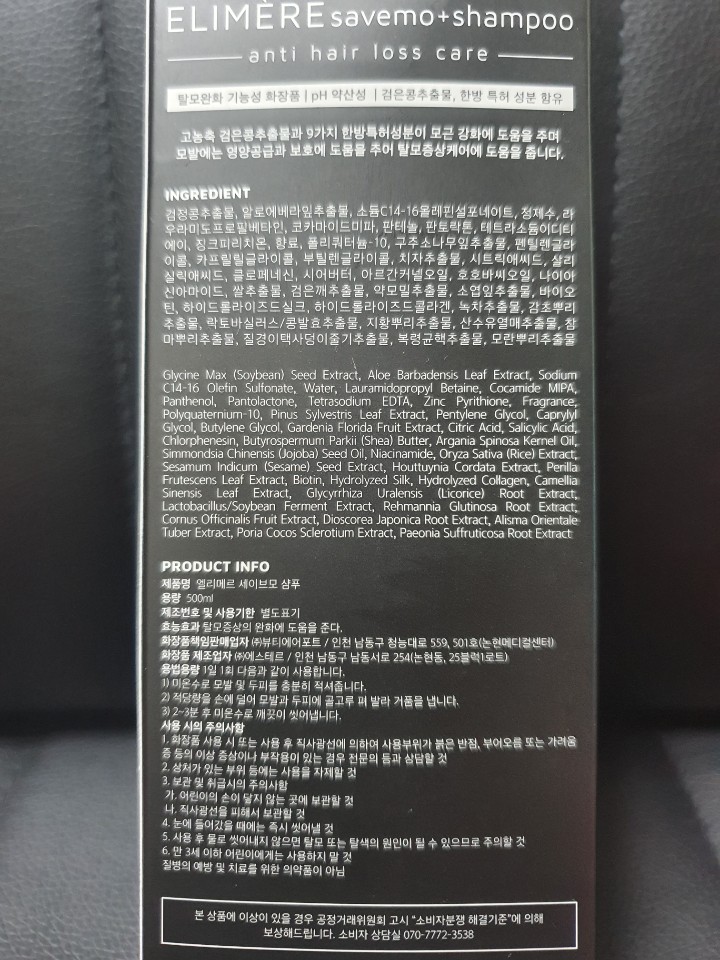 ELIMÈRE savemo+shampoo
anti hair loss care
탈모완화 기능성 화장품 | pH 약산성 | 검은콩추출물, 한방 특허 성분 함유
고농축 검은콩추출물과 9가지 한방특허성분이 모근 강화에 도움을 주며
모발에는 영양공급과 보호에 도움을 주어 탈모증상케어에 도움을 줍니다.
INGREDIENT
검정콩추출물, 알로에베라잎추출물, 소듐C14-16올레핀설포네이트, 정제수, 라
우라미도프로필베타인, 코카마이드미파, 판테놀, 판토락톤, 테트라소듐이디티
에이, 징크피리치온, 향료, 폴리쿼터늄-10, 구주소나무잎추출물, 펜틸렌글라
이콜, 카프릴릴글라이콜, 부틸렌글라이콜, 치자추출물, 시트릭애씨드, 살리
실릭애씨드, 클로페네신, 시어버터, 아르간커넬오일, 호호바씨오일, 나이아
신아마이드, 쌀추출물, 검은깨추출물, 약모밀추출물, 소엽잎추출물, 바이오
틴, 하이드롤라이즈드실크, 하이드롤라이즈드콜라겐, 녹차추출물, 감초뿌리
추출물, 락토바실러스/콩발효추출물, 지황뿌리추출물, 산수유열매추출물, 참
마뿌리추출물, 질경이택사덩이줄기추출물, 복령균핵추출물, 모란뿌리추출물
Glycine Max (Soybean) Seed Extract, Aloe Barbadensis Leaf Extract, Sodium
C14-16 Olefin Sulfonate, Water, Lauramidopropyl Betaine, Cocamide MIPA,
Panthenol, Pantolactone, Tetrasodium EDTA, Zinc Pyrithione, Fragrance,
Polyquaternium-10, Pinus Sylvestris Leaf Extract, Pentylene Glycol, Caprylyl
Glycol, Butylene Glycol, Gardenia Florida Fruit Extract, Citric Acid, Salicylic Acid,
Chlorphenesin, Butyrospermum Parkii (Shea) Butter, Argania Spinosa Kernel Oil,
Simmondsia Chinensis (Jojoba) Seed Oil, Niacinamide, Oryza Sativa (Rice) Extract,
Sesamum Indicum (Sesame) Seed Extract, Houttuynia Cordata Extract, Perilla
Frutescens Leaf Extract, Biotin, Hydrolyzed Silk, Hydrolyzed Collagen, Camellia
Sinensis Leaf Extract, Glycyrrhiza Uralensis (Licorice) Root Extract,
Lactobacillus/Soybean Ferment Extract, Rehmannia Glutinosa Root Extract,
Cornus Officinalis Fruit Extract, Dioscorea Japonica Root Extract, Alisma Orientale
Tuber Extract, Poria Cocos Sclerotium Extract, Paeonia Suffruticosa Root Extract
PRODUCT INFO
제품명 엘리메르 세이브모 샴푸
용량 500ml
제조번호 및 사용기한 별도표기
효능효과 탈모증상의 완화에 도움을 준다.
화장품책임판매업자 ㈜뷰티에어포트 / 인천 남동구 청능대로 559, 501호(논현메디컬센터)
화장품 제조업자 ㈜에스테르 / 인천 남동구 남동서로 254(논현동, 25블럭1로트)
용법용량 1일 1회 다음과 같이 사용합니다.
1) 미온수로 모발 및 두피를 충분히 적셔줍니다.
2) 적당량을 손에 덜어 모발과 두피에 골고루 펴 발라 거품을 냅니다.
3) 2~3분 후 미온수로 깨끗이 씻어냅니다.
사용 시의 주의사항
1. 화장품 사용 시 또는 사용 후 직사광선에 의하여 사용부위가 붉은 반점, 부어오름 또는 가려움
증 등의 이상 증상이나 부작용이 있는 경우 전문의 등과 상담할 것
2. 상처가 있는 부위 등에는 사용을 자제할 것
3. 보관 및 취급시의 주의사항
가. 어린이의 손이 닿지 않는 곳에 보관할 것
나. 직사광선을 피해서 보관할 것
4. 눈에 들어갔을 때에는 즉시 씻어낼 것
5. 사용 후 물로 씻어내지 않으면 탈모 또는 탈색의 원인이 될 수 있으므로 주의할 것
6. 만 3세 이하 어린이에게는 사용하지 말 것
질병의 예방 및 치료를 위한 의약품이 아님
본 상품에 이상이 있을 경우 공정거래위원회 고시 "소비자분쟁 해결기준"에 의해
보상해드립니다. 소비자 상담실 070-7772-3538